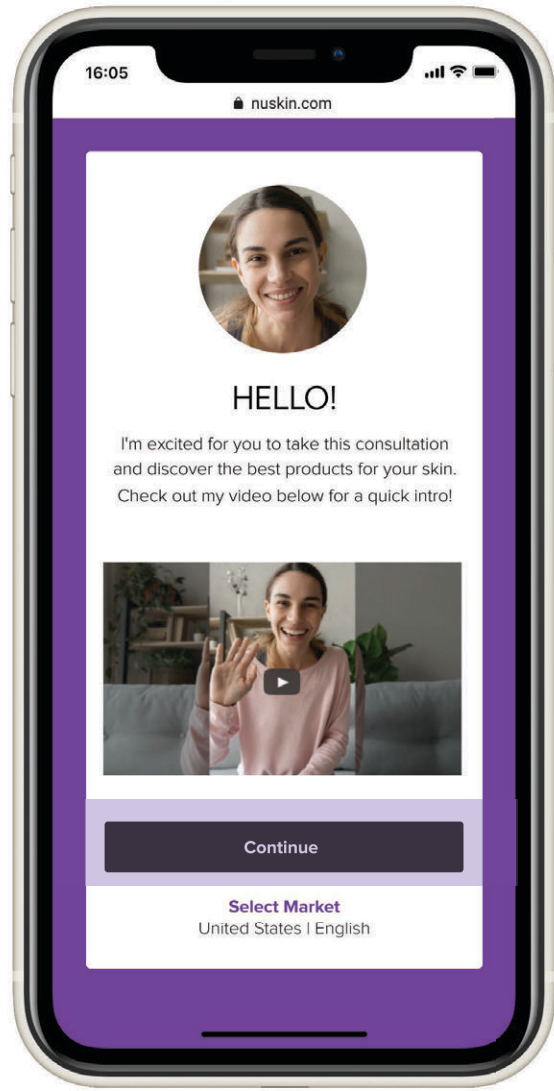 16:05
nuskin.com
HELLO!
I'm excited for you to take this consultation
and discover the best products for your skin.
Check out my video below for a quick intro!
Continue
Select Market
United States | English